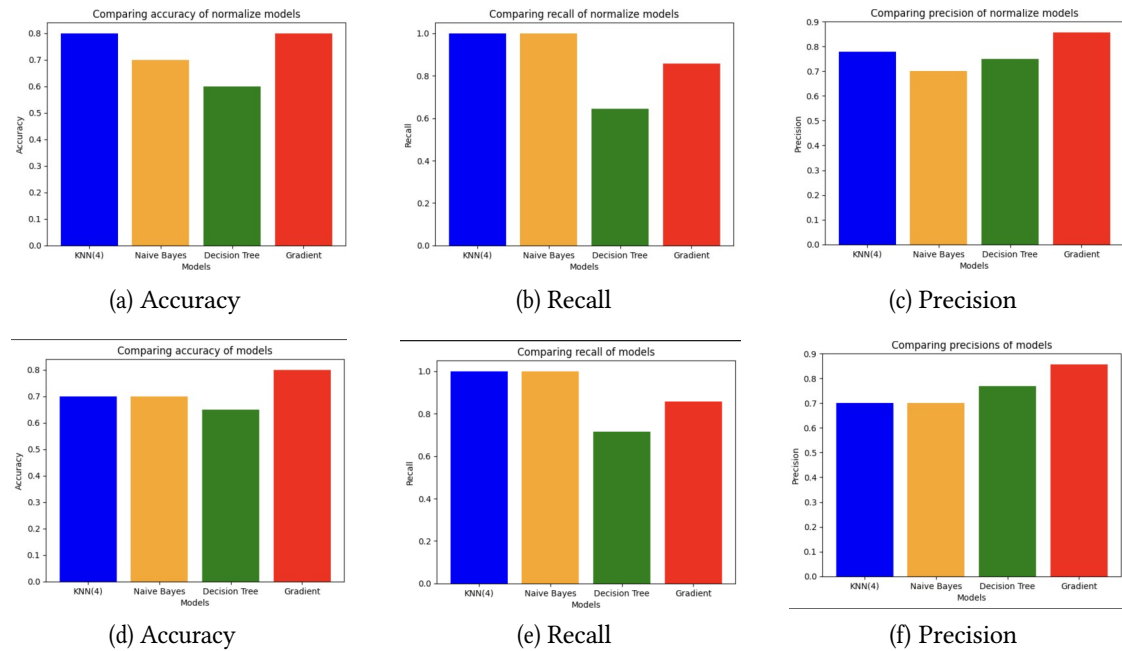 Comparing accuracy of normalize models
Accuracy
0.8
0.7
0.6
0.5
0.4
0.3
0.2
0.1
0.0
KNN(4) Naive Bayes Decision Tree Gradient
Models
(a) Accuracy
Comparing recall of normalize models
Recall
1.0
0.8
0.6
0.4
0.2
0.0
KNN(4) Naive Bayes Decision Tree Gradient
Models
(b) Recall
Comparing precision of normalize models
Precision
0.9
0.8
0.7
0.6
0.5
0.4
0.3
0.2
0.1
0.0
KNN(4) Naive Bayes Decision Tree Gradient
Models
(c) Precision
Comparing accuracy of models
Accuracy
0.8
0.7
0.6
0.5
0.4
0.3
0.2
0.1
0.0
KNN(4) Naive Bayes Decision Tree Gradient
Models
(d) Accuracy
Comparing recall of models
Recall
1.0
0.8
0.6
0.4
0.2
0.0
KNN(4) Naive Bayes Decision Tree Gradient
Models
(e) Recall
Comparing precisions of models
Precision
0.9
0.8
0.7
0.6
0.5
0.4
0.3
0.2
0.1
0.0
KNN(4) Naive Bayes Decision Tree Gradient
Models
(f) Precision